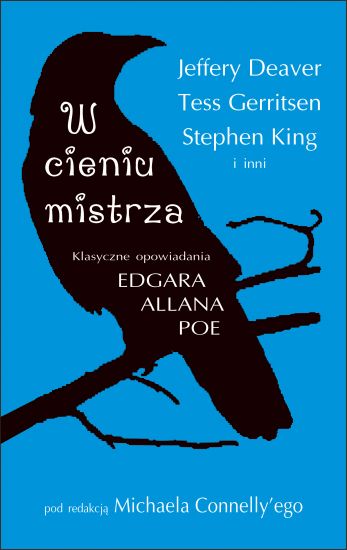 Jeffery Deaver
Tess Gerritsen
Stephen King
i inni
W
cieniu
mistrza
Klasyczne opowiadania
EDGARA
ALLANA
POE
pod redakcją Michaela Connelly'ego